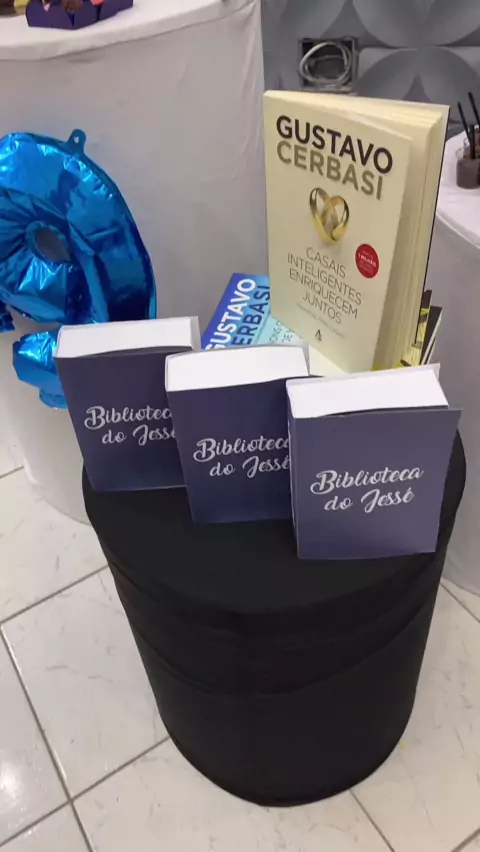 GUSTAVO
CERBASI
CASAIS
INTELIGENTES
ENRIQUECEM
JUNTOS
GUSTAVO
CERBASI
Biblioteca
do Jessé
Biblioteca
do Jessé
Biblioteca
do Jessé